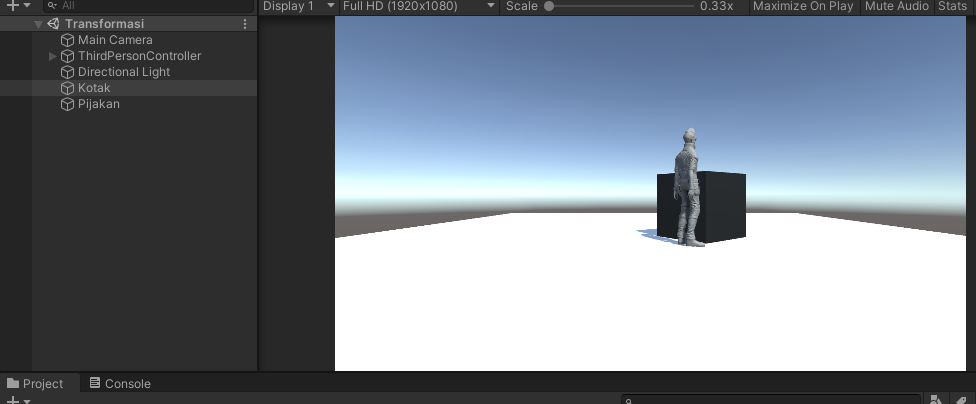 All
Display 1 Full HD (1920x1080) Scale 0.33x Maximize On Play Mute Audio Stats
Transformasi
Main Camera
ThirdPersonController
Directional Light
Kotak
Pijakan
Project Console